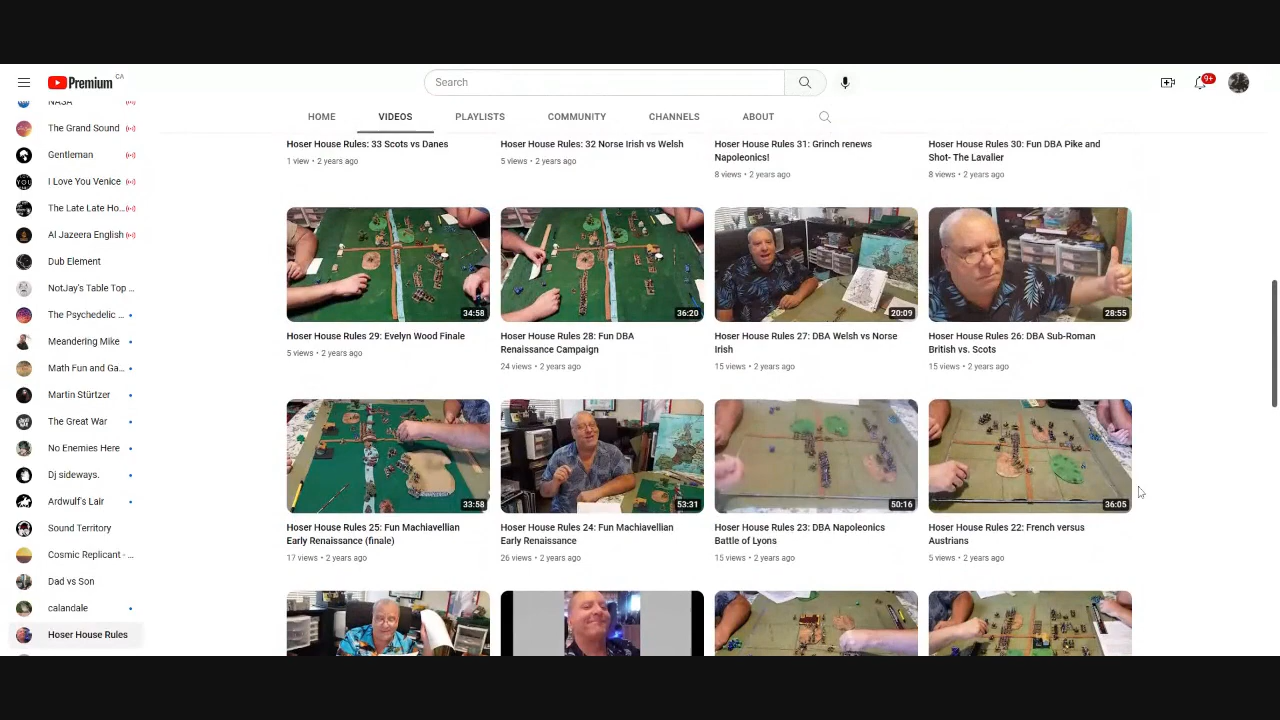 Premium CA
Search
9+
HOME VIDEOS PLAYLISTS COMMUNITY CHANNELS ABOUT
NASA
The Grand Sound
Gentleman
I Love You Venice
The Late Late Ho...
Al Jazeera English
Dub Element
NotJay's Table Top ...
The Psychedelic ...
Meandering Mike
Math Fun and Ga...
Martin Stürtzer
The Great War
No Enemies Here
Dj sideways.
Ardwulf's Lair
Sound Territory
Cosmic Replicant - ...
Dad vs Son
calandale
Hoser House Rules
Hoser House Rules: 33 Scots vs Danes
1 view • 2 years ago
Hoser House Rules: 32 Norse Irish vs Welsh
5 views • 2 years ago
Hoser House Rules 31: Grinch renews
Napoleonics!
8 views • 2 years ago
Hoser House Rules 30: Fun DBA Pike and
Shot- The Lavalier
8 views • 2 years ago
34:58
Hoser House Rules 29: Evelyn Wood Finale
5 views • 2 years ago
36:20
Hoser House Rules 28: Fun DBA
Renaissance Campaign
24 views • 2 years ago
20:09
Hoser House Rules 27: DBA Welsh vs Norse
Irish
15 views • 2 years ago
28:55
Hoser House Rules 26: DBA Sub-Roman
British vs. Scots
15 views • 2 years ago
33:58
Hoser House Rules 25: Fun Machiavellian
Early Renaissance (finale)
17 views • 2 years ago
53:31
Hoser House Rules 24: Fun Machiavellian
Early Renaissance
26 views • 2 years ago
50:16
Hoser House Rules 23: DBA Napoleonics
Battle of Lyons
15 views • 2 years ago
36:05
Hoser House Rules 22: French versus
Austrians
5 views • 2 years ago